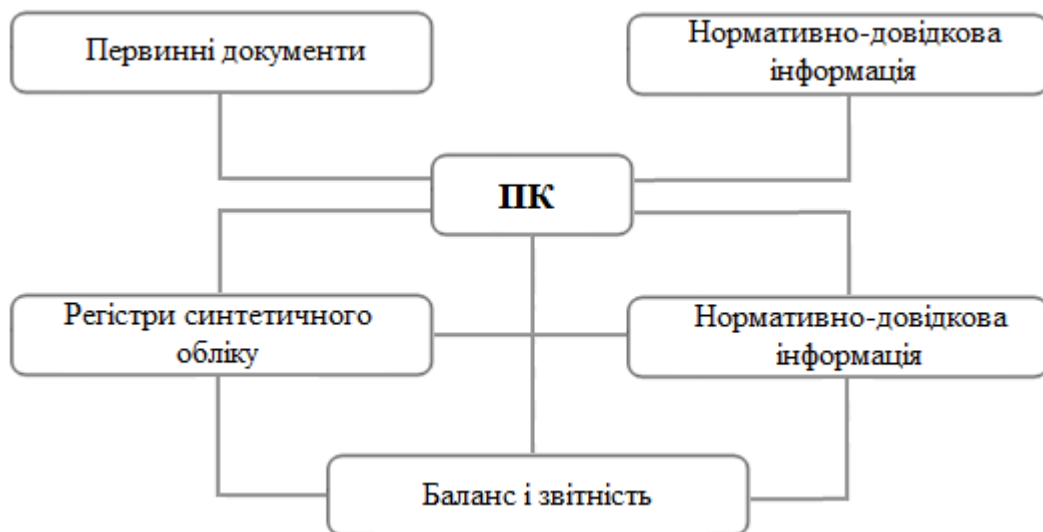 Первинні документи
Нормативно-довідкова
інформація
ПК
Регістри синтетичного
обліку
Нормативно-довідкова
інформація
Баланс і звітність